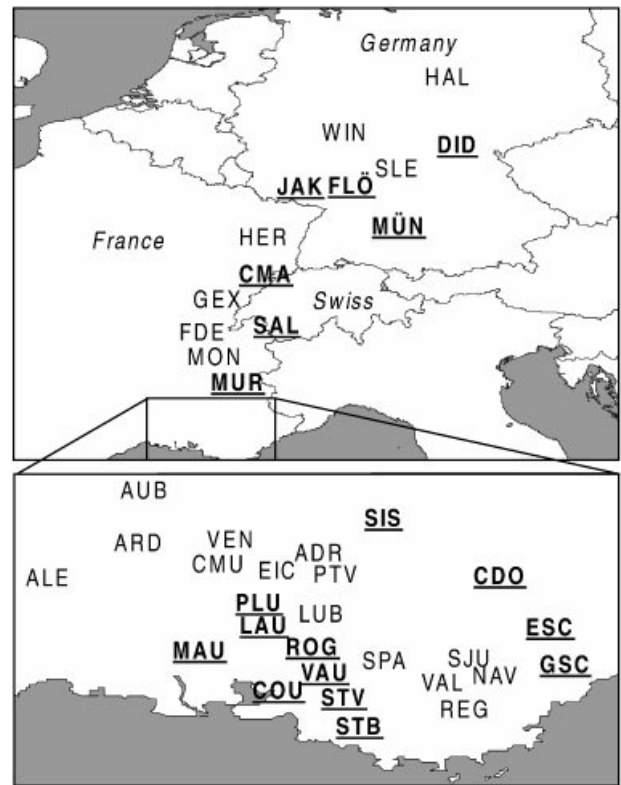 Germany
HAL
WIN
DID
SLE
JAK FLÖ
MÜN
France
HER
CMA
GEX
Swiss
FDE
SAL
MON
MUR
AUB
SIS
ARD
VEN
ADR
CMU
EIC
PTV
ALE
CDO
PLU
LUB
LAU
ESC
ROG
MAU
SPA
SJU
GSC
VAU
NAV
VAL
COU
STV
REG
STB